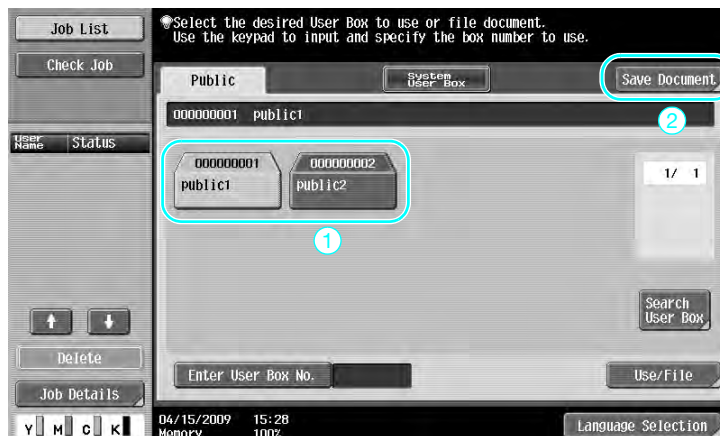 Job List
Check Job
User Name
Status
Delete
Job Details
Y M C K
Select the desired User Box to use or file document.
Use the keypad to input and specify the box number to use.
Public
System
User Box
Save Document
2
000000001 public1
000000001
public1
000000002
public2
1
1/ 1
Search
User Box
Enter User Box No.
Use/File
04/15/2009 15:28
Memory 100%
Language Selection